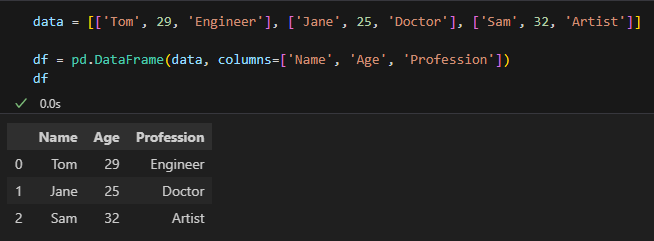 data = [['Tom', 29, 'Engineer'], ['Jane', 25, 'Doctor'], ['Sam', 32, 'Artist']]
df = pd.DataFrame(data, columns=['Name', 'Age', 'Profession'])
df
✓ 0.0s
Name Age Profession
0 Tom 29 Engineer
1 Jane 25 Doctor
2 Sam 32 Artist